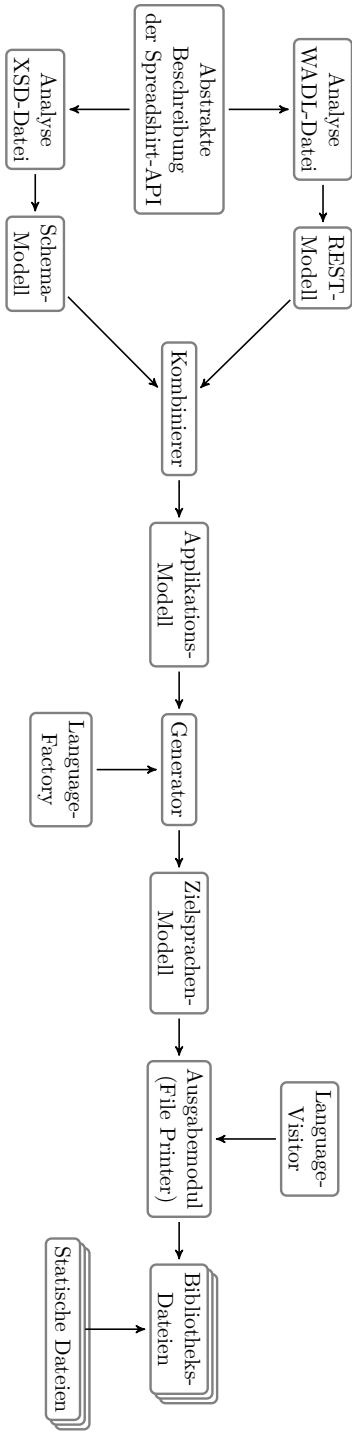 Abstrakte
Beschreibung
der Spreadshirt-API
Analyse
WADL-Datei
REST-
Modell
Analyse
XSD-Datei
Schema-
Modell
Kombinierer
Applikations-
Modell
Generator
Language-
Factory
Zielsprachen-
Modell
Ausgabemodul
(File Printer)
Language-
Visitor
Bibliotheks-
Dateien
Statische Dateien